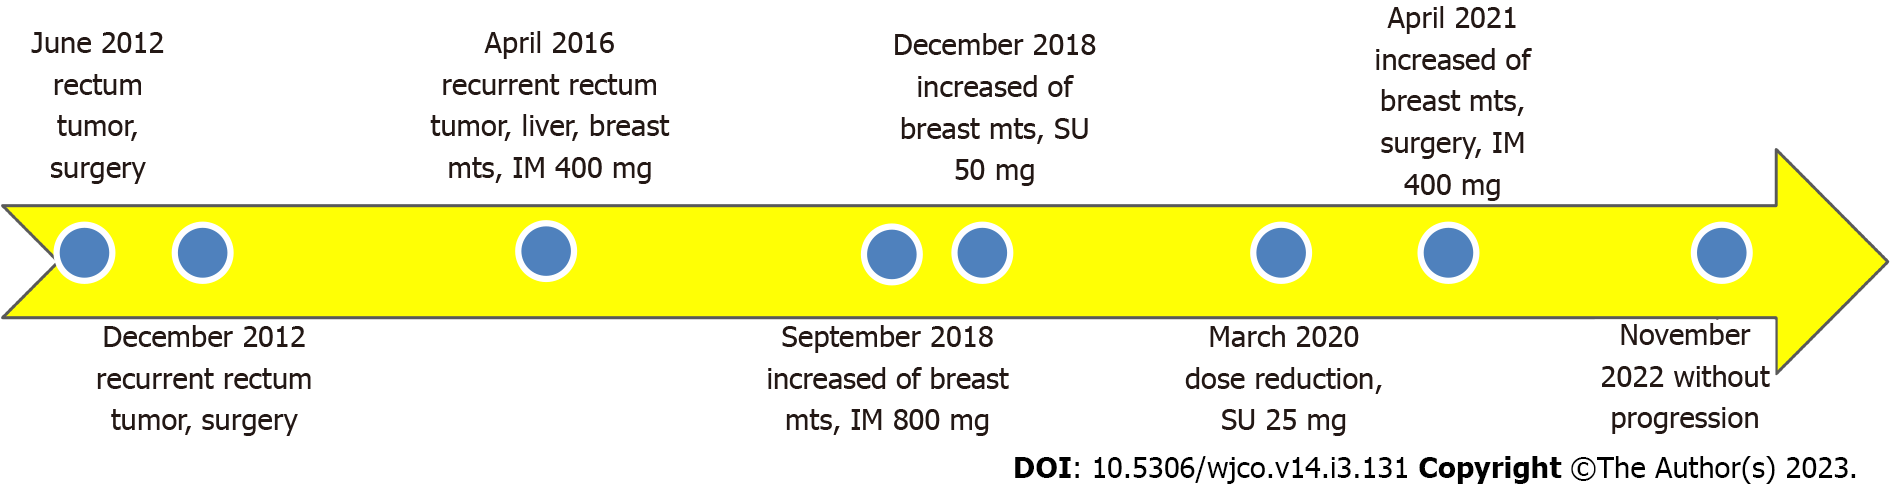 June 2012
rectum
tumor,
surgery
December 2012
recurrent rectum
tumor, surgery
April 2016
recurrent rectum
tumor, liver, breast
mts, IM 400 mg
September 2018
increased of breast
mts, IM 800 mg
December 2018
increased of
breast mts, SU
50 mg
March 2020
dose reduction,
SU 25 mg
April 2021
increased of
breast mts,
surgery, IM
400 mg
November
2022 without
progression
DOI: 10.5306/wjco.v14.i3.131 Copyright ©The Author(s) 2023.